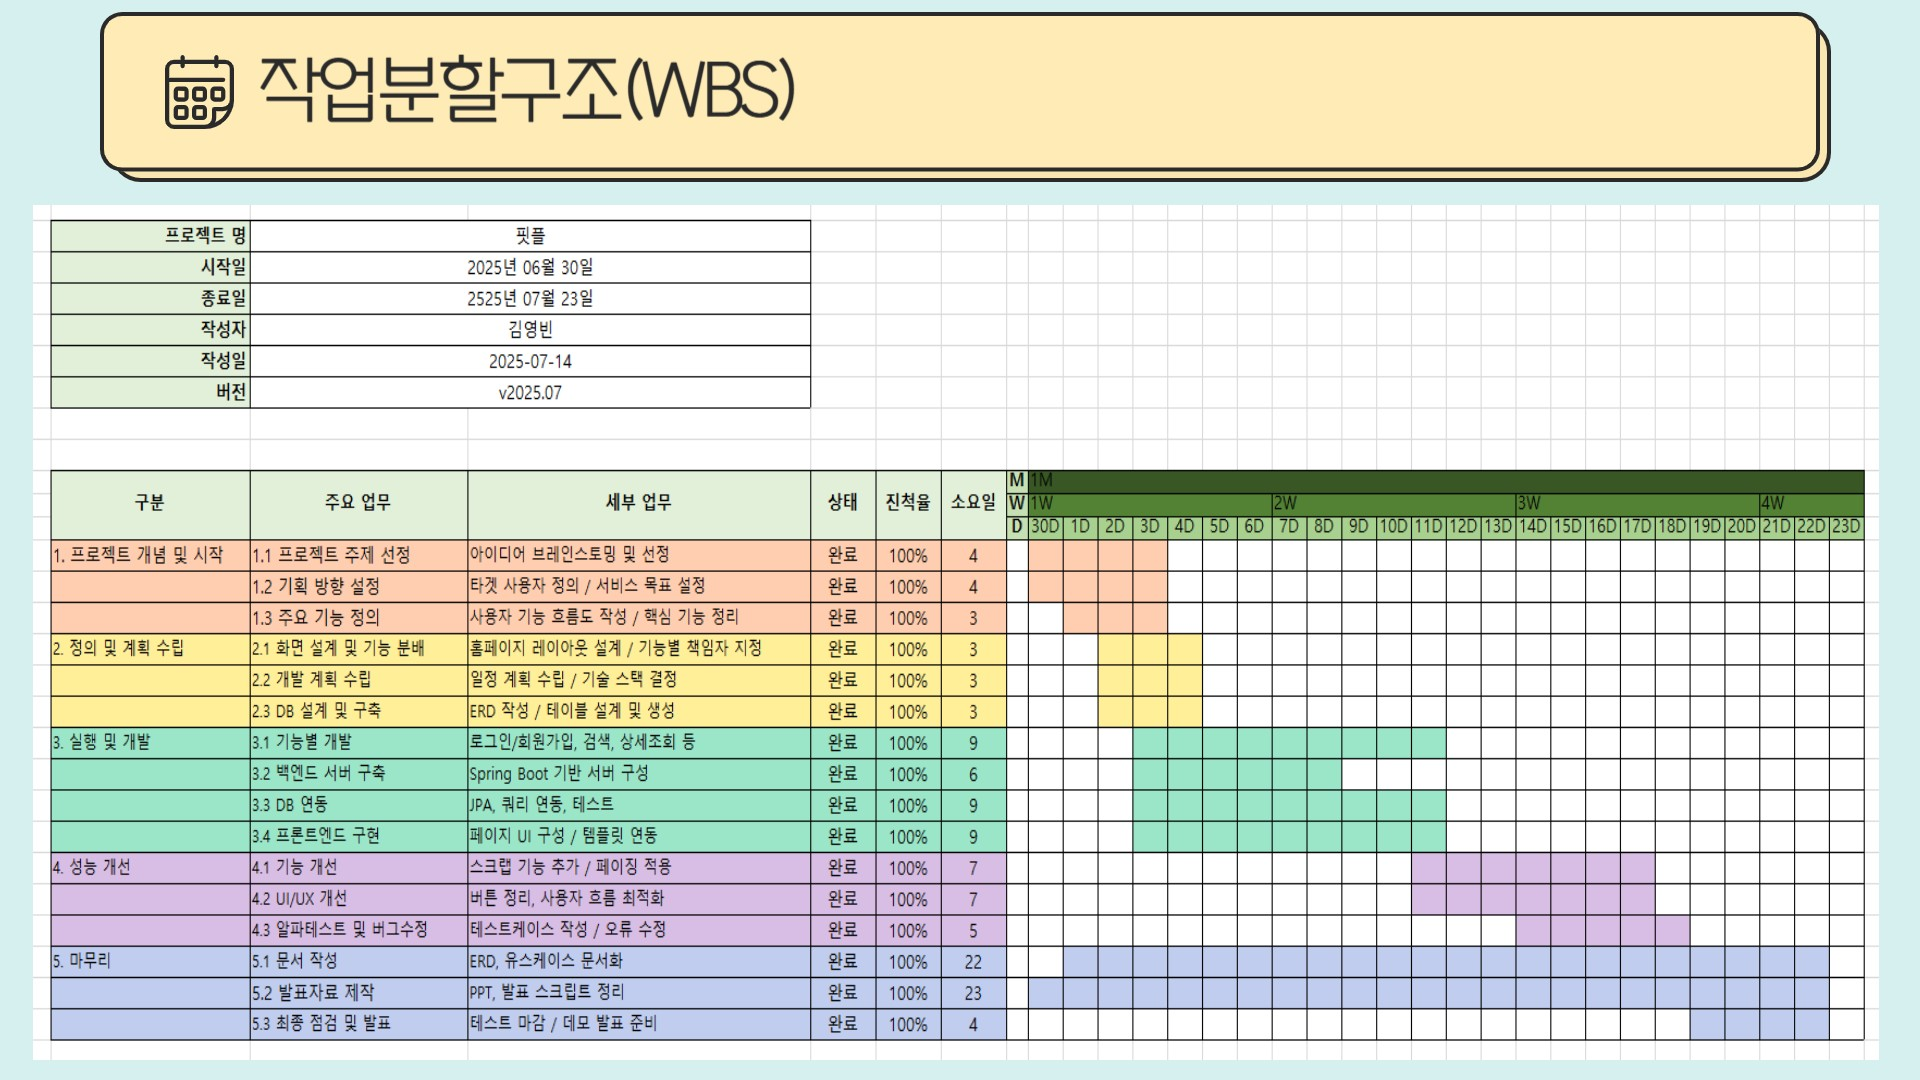 작업분할구조(WBS)
프로젝트 명 핏플
시작일 2025년 06월 30일
종료일 2525년 07월 23일
작성자 김영빈
작성일 2025-07-14
버전 v2025.07
구분 주요 업무 세부 업무 상태 진척율 소요일
M 1M
W 1W 2W 3W 4W
D 30D 1D 2D 3D 4D 5D 6D 7D 8D 9D 10D 11D 12D 13D 14D 15D 16D 17D 18D 19D 20D 21D 22D 23D
1. 프로젝트 개념 및 시작 1.1 프로젝트 주제 선정 아이디어 브레인스토밍 및 선정 완료 100% 4
1.2 기획 방향 설정 타겟 사용자 정의 / 서비스 목표 설정 완료 100% 4
1.3 주요 기능 정의 사용자 기능 흐름도 작성 / 핵심 기능 정리 완료 100% 3
2. 정의 및 계획 수립 2.1 화면 설계 및 기능 분배 홈페이지 레이아웃 설계 / 기능별 책임자 지정 완료 100% 3
2.2 개발 계획 수립 일정 계획 수립 / 기술 스택 결정 완료 100% 3
2.3 DB 설계 및 구축 ERD 작성 / 테이블 설계 및 생성 완료 100% 3
3. 실행 및 개발 3.1 기능별 개발 로그인/회원가입, 검색, 상세조회 등 완료 100% 9
3.2 백엔드 서버 구축 Spring Boot 기반 서버 구성 완료 100% 6
3.3 DB 연동 JPA, 쿼리 연동, 테스트 완료 100% 9
3.4 프론트엔드 구현 페이지 UI 구성 / 템플릿 연동 완료 100% 9
4. 성능 개선 4.1 기능 개선 스크랩 기능 추가 / 페이징 적용 완료 100% 7
4.2 UI/UX 개선 버튼 정리, 사용자 흐름 최적화 완료 100% 7
4.3 알파테스트 및 버그수정 테스트케이스 작성 / 오류 수정 완료 100% 5
5. 마무리 5.1 문서 작성 ERD, 유스케이스 문서화 완료 100% 22
5.2 발표자료 제작 PPT, 발표 스크립트 정리 완료 100% 23
5.3 최종 점검 및 발표 테스트 마감 / 데모 발표 준비 완료 100% 4